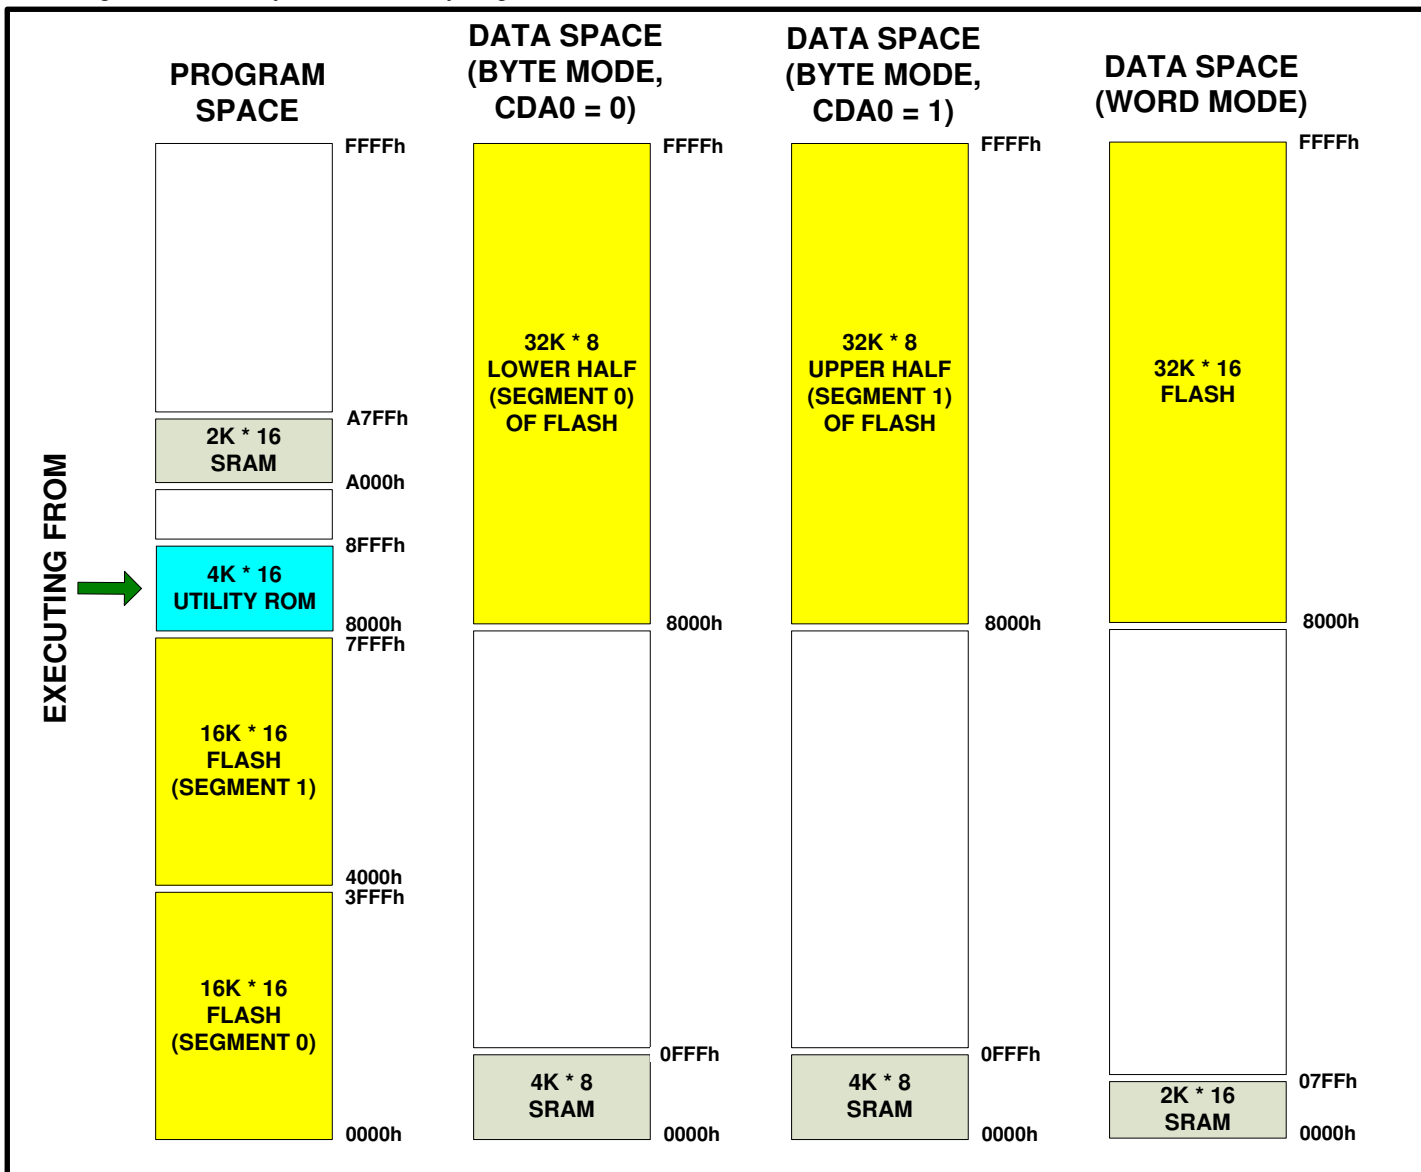 PROGRAM
SPACE
FFFFh
A7FFh
2K * 16
SRAM
A000h
8FFFh
4K * 16
UTILITY ROM
8000h
7FFFh
16K * 16
FLASH
(SEGMENT 1)
4000h
3FFFh
16K * 16
FLASH
(SEGMENT 0)
0000h
EXECUTING FROM
DATA SPACE
(BYTE MODE,
CDA0 = 0)
FFFFh
32K * 8
LOWER HALF
(SEGMENT 0)
OF FLASH
8000h
0FFFh
4K * 8
SRAM
0000h
DATA SPACE
(BYTE MODE,
CDA0 = 1)
FFFFh
32K * 8
UPPER HALF
(SEGMENT 1)
OF FLASH
8000h
0FFFh
4K * 8
SRAM
0000h
DATA SPACE
(WORD MODE)
FFFFh
32K * 16
FLASH
8000h
07FFh
2K * 16
SRAM
0000h